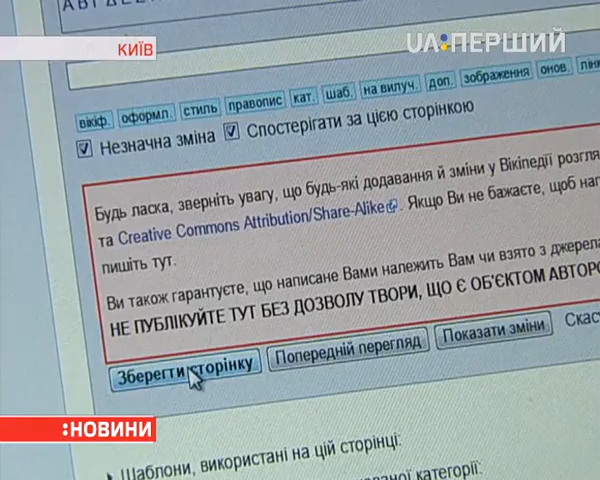 КИЇВ
UA:ПЕРШИЙ
вікіф. оформл. стиль правопис кат. шаб. на вилуч. доп. зображення онов.
Незначна зміна Спостерігати за цією сторінкою
Будь ласка, зверніть увагу, що будь-які додавання й зміни у Вікіпедії
та Creative Commons Attribution/Share-Alike. Якщо Ви не бажаєте, щоб
пишіть тут.
Ви також гарантуєте, що написане Вами належить Вам чи взято з
НЕ ПУБЛІКУЙТЕ ТУТ БЕЗ ДОЗВОЛУ ТВОРИ, ЩО Є ОБ'ЄКТОМ
Зберегти сторінку Попередній перегляд Показати зміни
:НОВИНИ
Шаблони, використані на цій сторінці:
категорії: